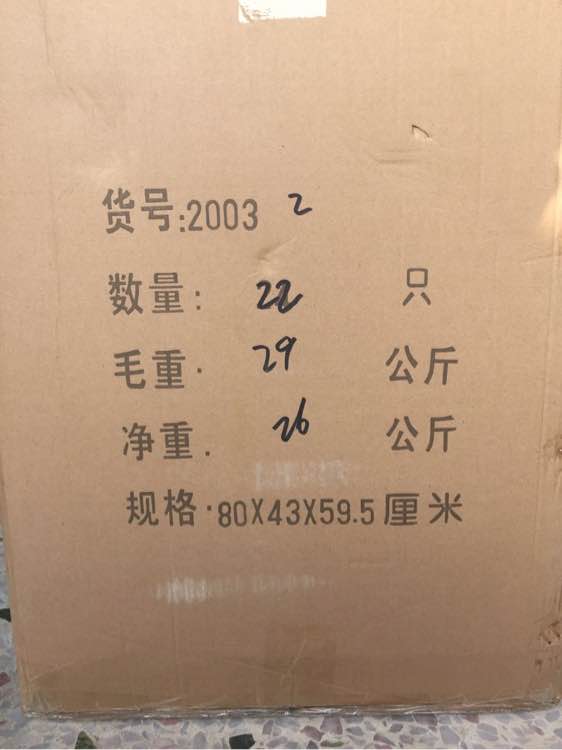 货号:2003 2
数量: 22 只
毛重· 29 公斤
净重. 26 公斤
规格·80X43X59.5厘米